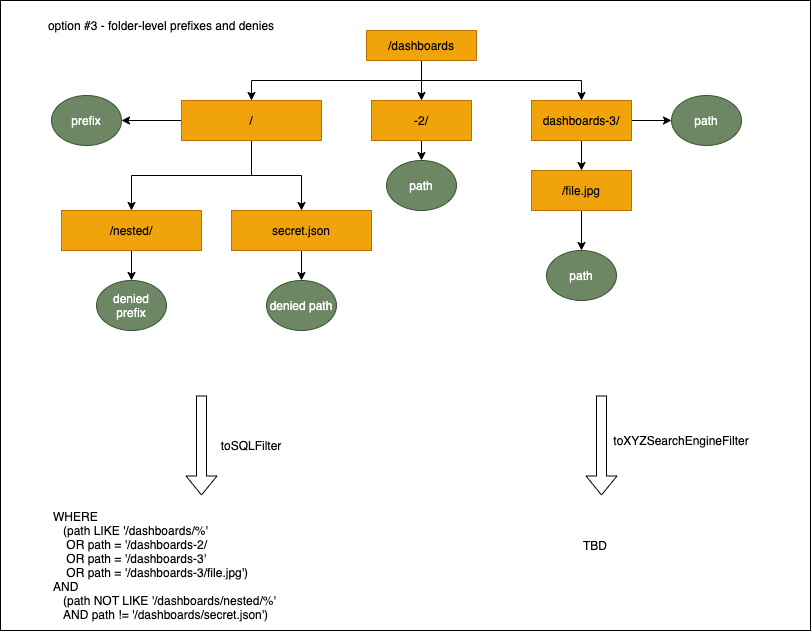 option #3 - folder-level prefixes and denies
/dashboards
prefix
/
-2/
dashboards-3/
path
path
/file.jpg
/nested/
secret.json
path
denied
prefix
denied path
toSQLFilter
toXYZSearchEngineFilter
WHERE
(path LIKE '/dashboards/%'
OR path = '/dashboards-2/
OR path = '/dashboards-3'
OR path = '/dashboards-3/file.jpg')
AND
(path NOT LIKE '/dashboards/nested/%'
AND path != '/dashboards/secret.json')
TBD